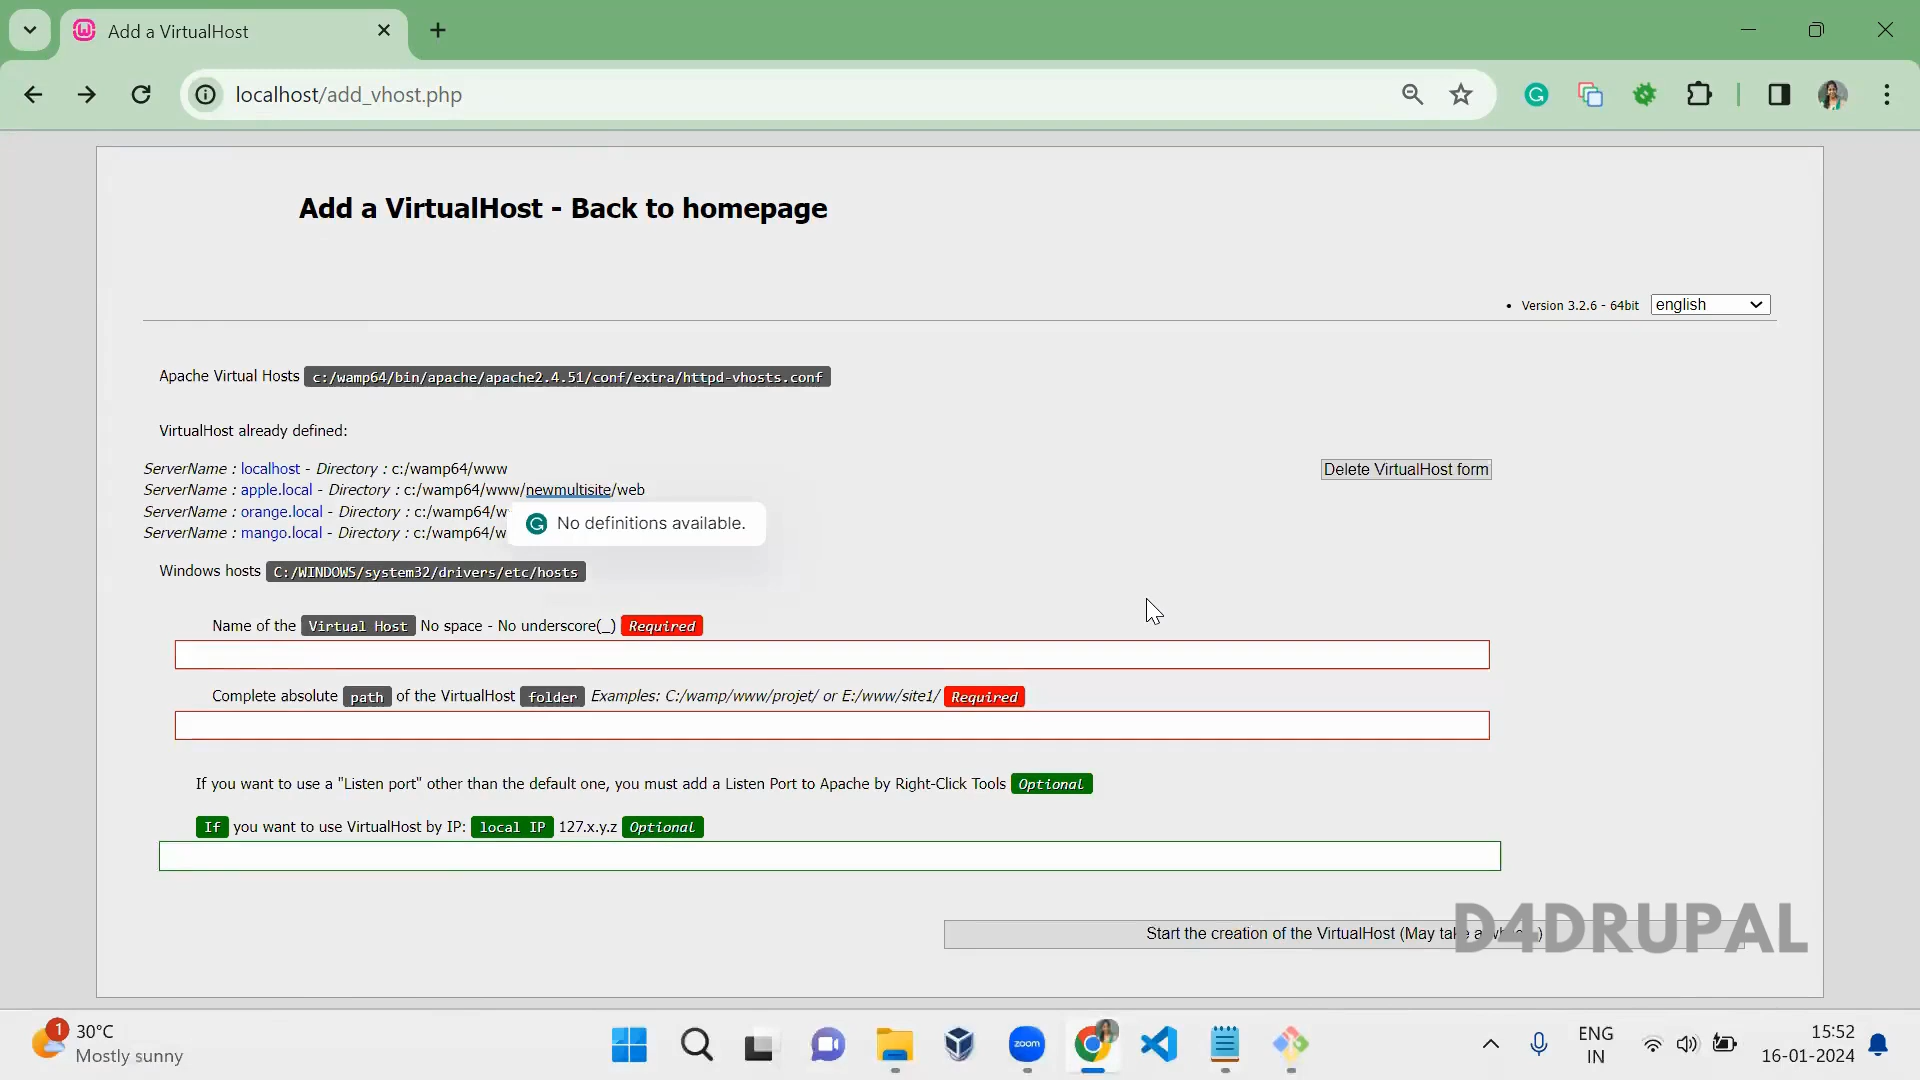 Add a VirtualHost
localhost/add_vhost.php
Add a VirtualHost - Back to homepage
Version 3.2.6 - 64bit english
Apache Virtual Hosts c:/wamp64/bin/apache/apache2.4.51/conf/extra/httpd-vhosts.conf
VirtualHost already defined:
ServerName : localhost - Directory : c:/wamp64/www
Delete VirtualHost form
ServerName : apple.local - Directory : c:/wamp64/www/newmultisite/web
ServerName : orange.local - Directory : c:/wamp64/w
No definitions available.
ServerName : mango.local - Directory : c:/wamp64/w
Windows hosts C:/WINDOWS/system32/drivers/etc/hosts
Name of the Virtual Host No space - No underscore(_) Required
Complete absolute path of the VirtualHost folder Examples: C:/wamp/www/projet/ or E:/www/site1/ Required
If you want to use a "Listen port" other than the default one, you must add a Listen Port to Apache by Right-Click Tools Optional
If you want to use VirtualHost by IP: local IP 127.x.y.z Optional
Start the creation of the VirtualHost (May take a
D4DRUPAL
1
30°C
Mostly sunny
zoom
ENG
IN
15:52
16-01-2024